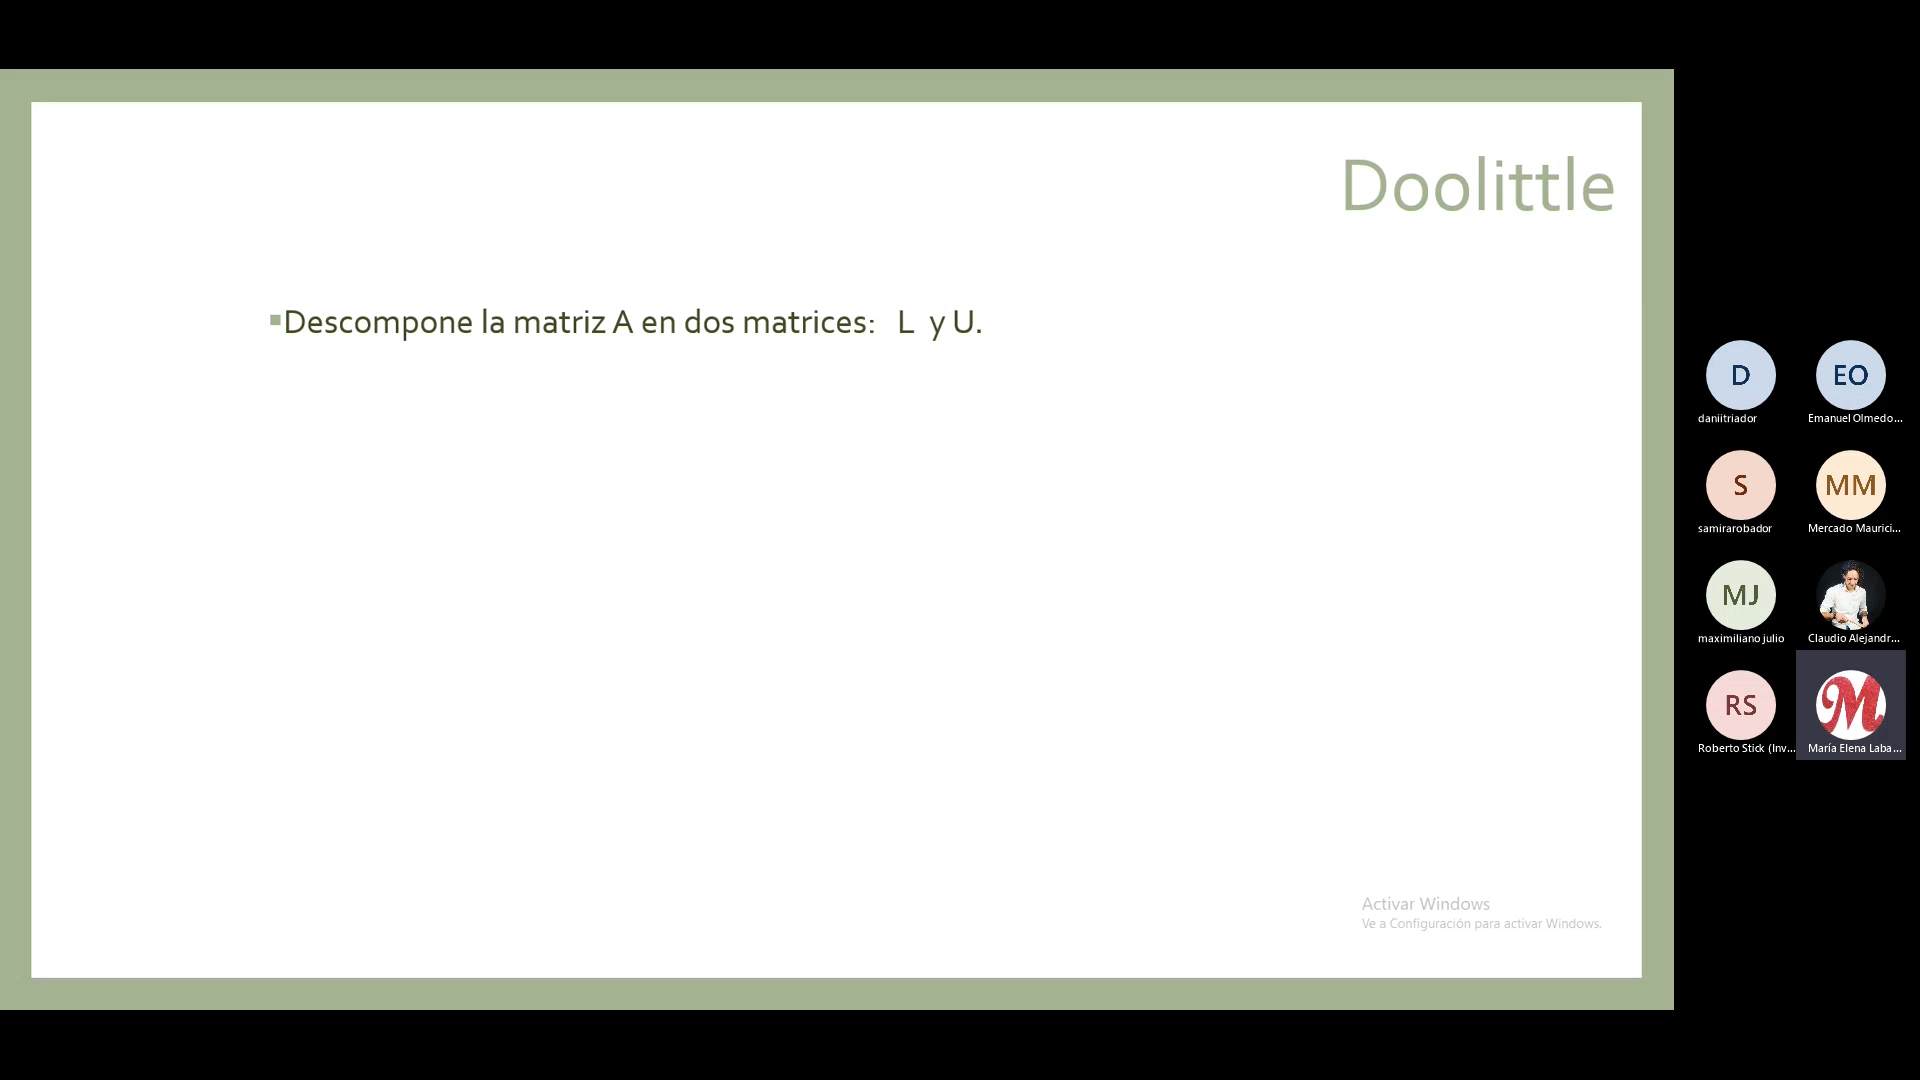 Doolittle
▪Descompone la matriz A en dos matrices: L y U.
Activar Windows
Ve a Configuración para activar Windows.
D
EO
daniitriador
Emanuel Olmedo...
S
MM
samirarobador
Mercado Maurici...
MJ
maximiliano julio
Claudio Alejandr...
RS
M
Roberto Stick (Inv...
María Elena Laba...